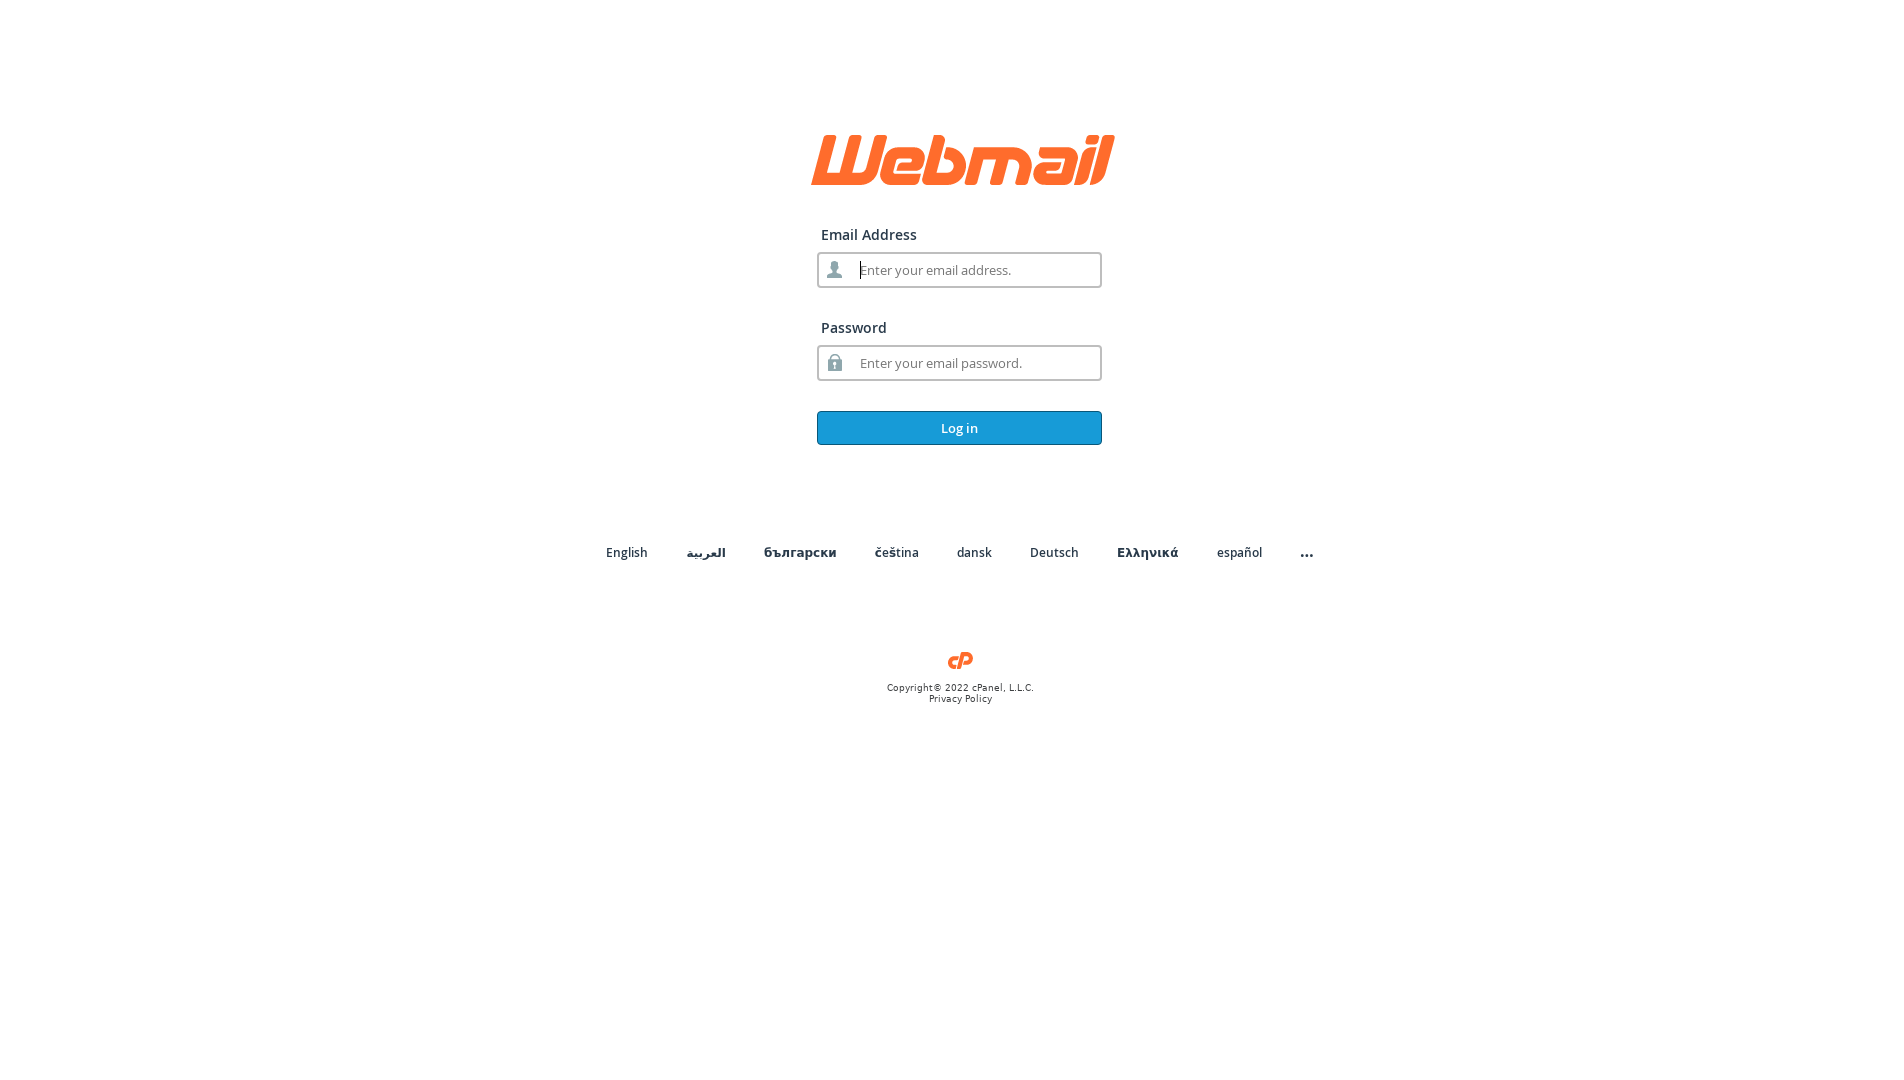 Webmail
Email Address
Enter your email address.
Password
Enter your email password.
Log in
English العربية български čeština dansk Deutsch Ελληνικά español ...
cP
Copyright© 2022 cPanel, L.L.C.
Privacy Policy